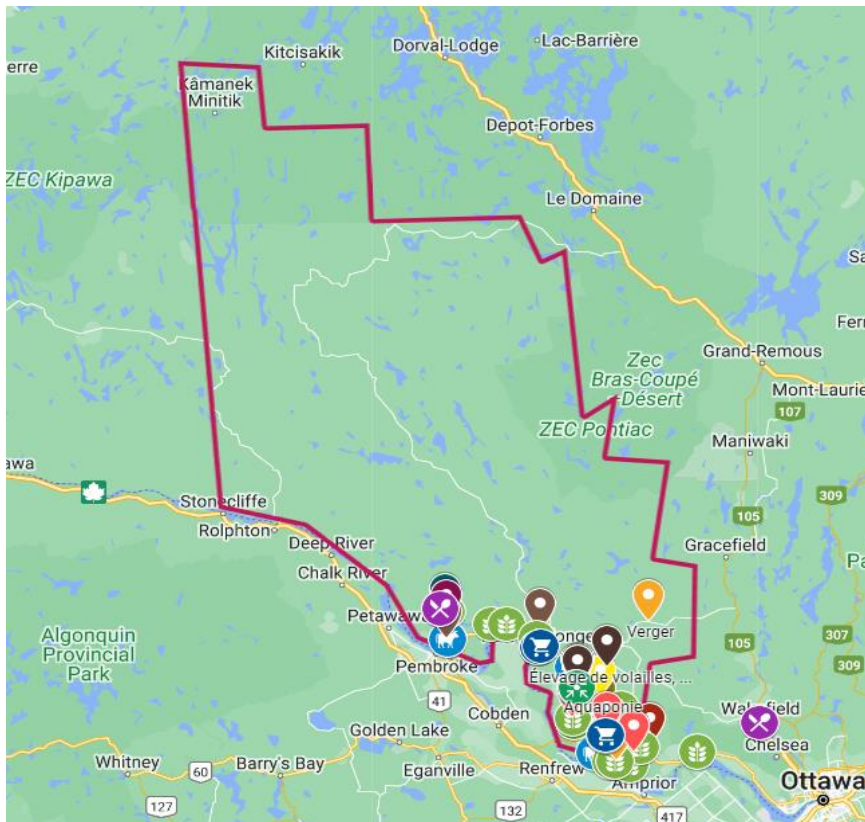 Kitcisakik
Dorval-Lodge
Lac-Barrière
erre
Kâmanek
Minitik
Depot-Forbes
ZEC Kipawa
Le Domaine
Sa
Fern
Grand-Remous
Zec
Bras-Coupé
-Désert
Mont-Laurie
107
ZEC Pontiac
Maniwaki
awa
Stonecliffe
309
105
Rolphton
Deep River
Gracefield
Pa
Chalk River
Petawawa
Verger
307
105
309
Algonquin
Provincial
Park
Pembroke
Élevage de volailles, ...
41
Aquaponie
Cobden
Chelsea
Golden Lake
Whitney
60
Barry's Bay
Eganville
Renfrew
Arnprior
Ottawa
127
132
417